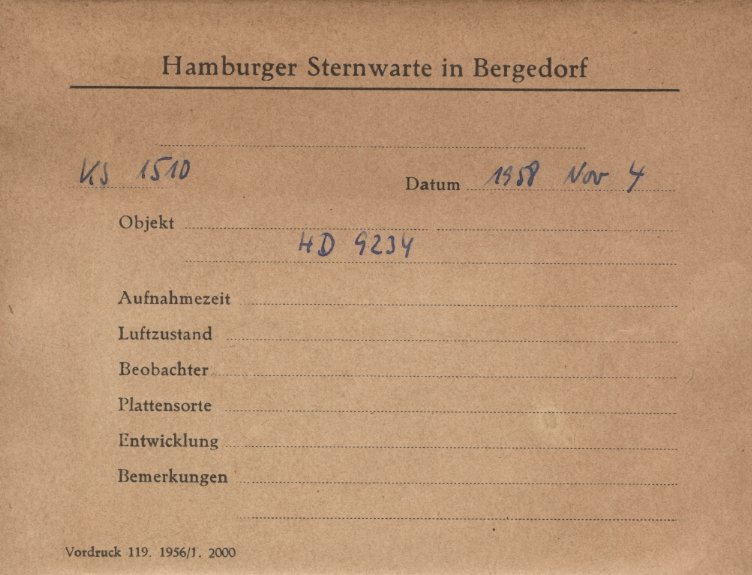 Hamburger Sternwarte in Bergedorf
KS 1510 Datum 1958 Nov 4
Objekt
HD 9234
Aufnahmezeit
Luftzustand
Beobachter
Plattensorte
Entwicklung
Bemerkungen
Vordruck 119. 1956/1. 2000